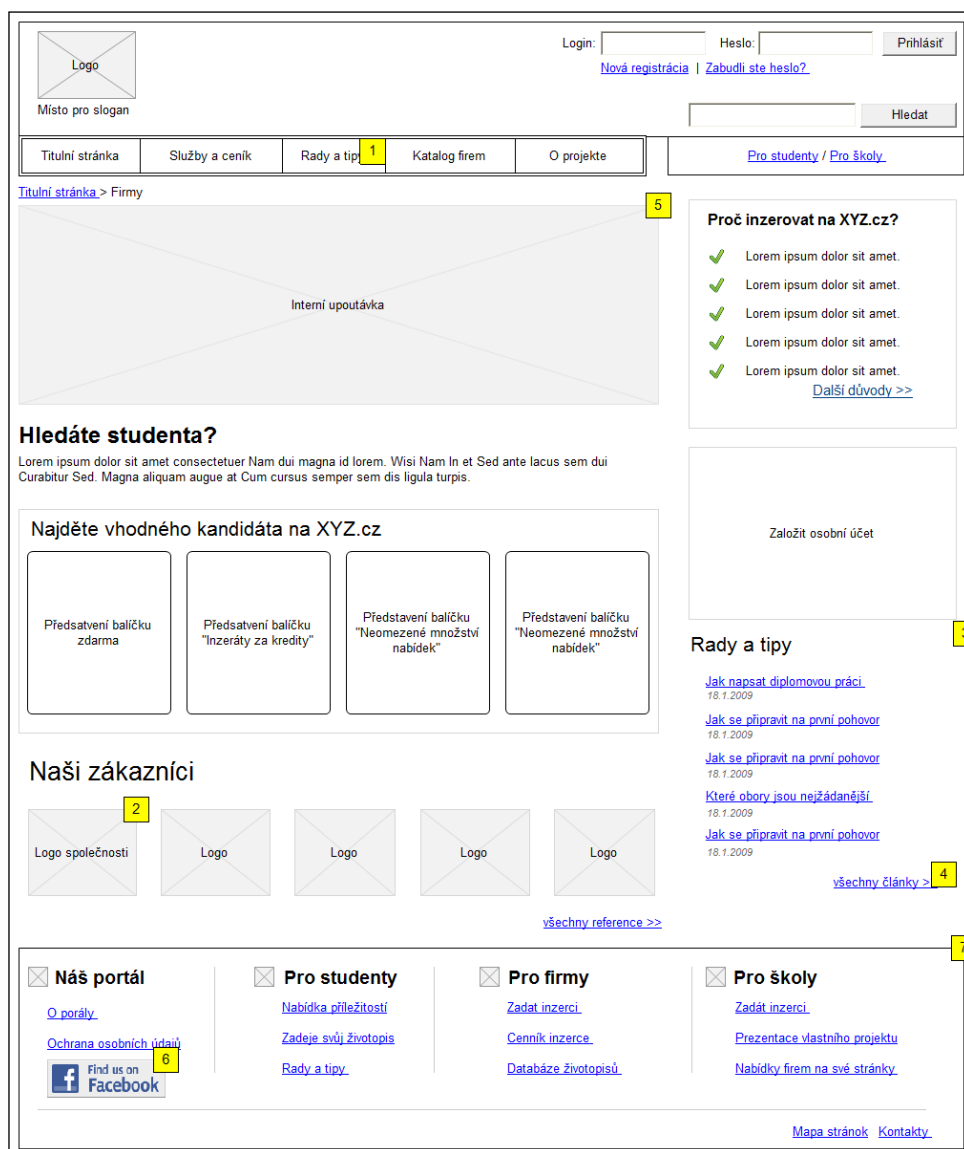 Logo
Místo pro slogan
Login:
Heslo:
Prihlásiť
Nová registrácia | Zabudli ste heslo?
Hledat
Titulní stránka
Služby a ceník
Rady a tipy
1
Katalog firem
O projekte
Pro studenty / Pro školy
Titulní stránka > Firmy
5
Interní upoutávka
Proč inzerovat na XYZ.cz?
Lorem ipsum dolor sit amet.
Lorem ipsum dolor sit amet.
Lorem ipsum dolor sit amet.
Lorem ipsum dolor sit amet.
Lorem ipsum dolor sit amet.
Další důvody >>
Hledáte studenta?
Lorem ipsum dolor sit amet consectetuer Nam dui magna id lorem. Wisi Nam In et Sed ante lacus sem dui
Curabitur Sed. Magna aliquam augue at Cum cursus semper sem dis ligula turpis.
Najděte vhodného kandidáta na XYZ.cz
Předsatvení balíčku
zdarma
Předsatvení balíčku
"Inzeráty za kredity"
Představení balíčku
"Neomezené množství
nabídek"
Představení balíčku
"Neomezené množství
nabídek"
Založit osobní účet
3
Rady a tipy
Jak napsat diplomovou práci
18.1.2009
Jak se připravit na první pohovor
18.1.2009
Jak se připravit na první pohovor
18.1.2009
Které obory jsou nejžádanější
18.1.2009
Jak se připravit na první pohovor
18.1.2009
všechny články >
4
Naši zákazníci
2
Logo společnosti
Logo
Logo
Logo
Logo
všechny reference >>
7
Náš portál
O porály
Ochrana osobních údajů
6
Find us on
Facebook
Pro studenty
Nabídka příležitostí
Zadeje svůj životopis
Rady a tipy
Pro firmy
Zadat inzerci
Cenník inzerce
Databáze životopisů
Pro školy
Zadát inzerci
Prezentace vlastního projektu
Nabídky firem na své stránky
Mapa stránok
Kontakty